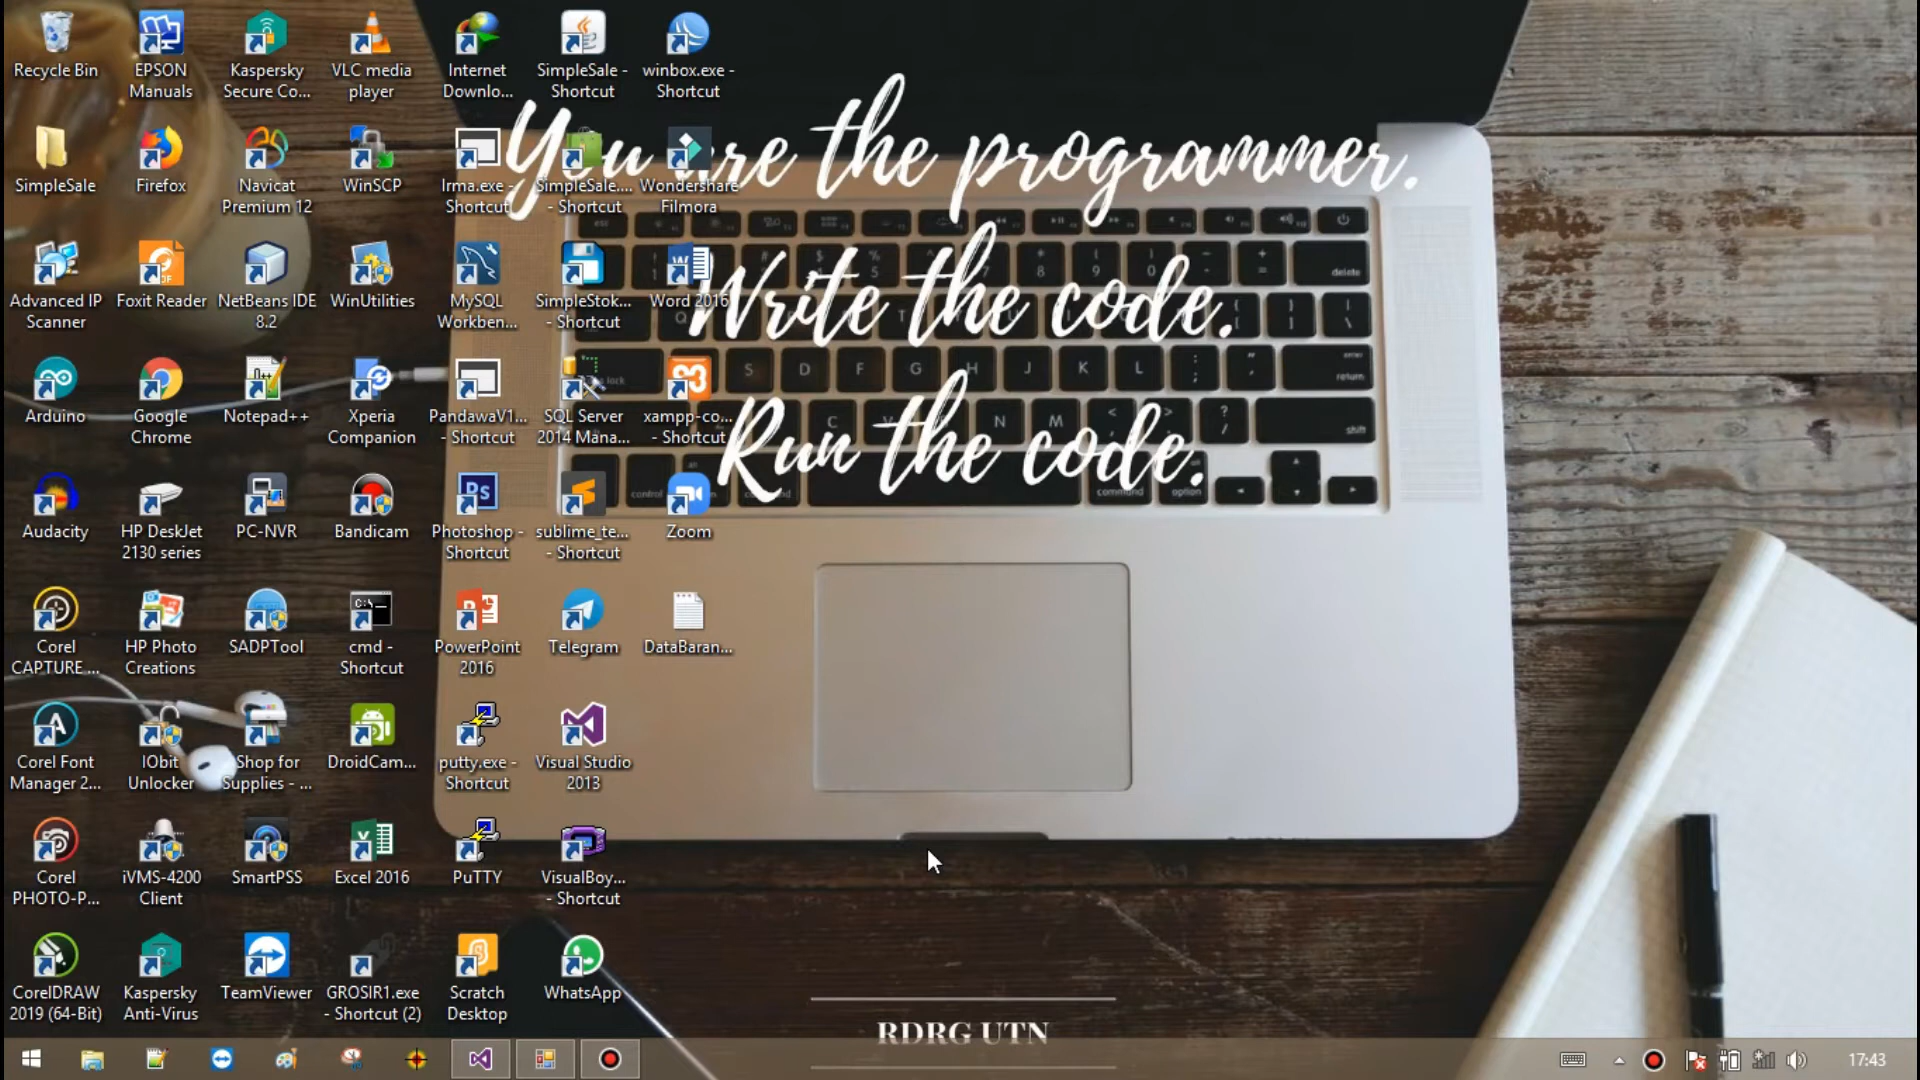 Recycle Bin
EPSON Manuals
Kaspersky Secure Co...
VLC media player
Internet Downlo...
SimpleSale - Shortcut
winbox.exe - Shortcut
You are the programmer.
SimpleSale
Firefox
Navicat Premium 12
WinSCP
Irma.exe - Shortcut
SimpleSale.... - Shortcut
Wondershare Filmora
Write the code.
Advanced IP Scanner
Foxit Reader
NetBeans IDE 8.2
WinUtilities
MySQL Workben...
SimpleStok... - Shortcut
Word 2016
Run the code.
Arduino
Google Chrome
Notepad++
Xperia Companion
PandawaV1... - Shortcut
SQL Server 2014 Mana...
xampp-co... - Shortcut
Audacity
HP DeskJet 2130 series
PC-NVR
Bandicam
Photoshop - Shortcut
sublime_te... - Shortcut
Zoom
Corel CAPTURE ...
HP Photo Creations
SADPTool
cmd - Shortcut
PowerPoint 2016
Telegram
DataBaran...
Corel Font Manager 2...
IObit Unlocker
Shop for Supplies - ...
DroidCam...
putty.exe - Shortcut
Visual Studio 2013
Corel PHOTO-P...
iVMS-4200 Client
SmartPSS
Excel 2016
PuTTY
VisualBoy... - Shortcut
CorelDRAW 2019 (64-Bit)
Kaspersky Anti-Virus
TeamViewer
GROSIR1.exe - Shortcut (2)
Scratch Desktop
WhatsApp
RDRG UTN
17:43